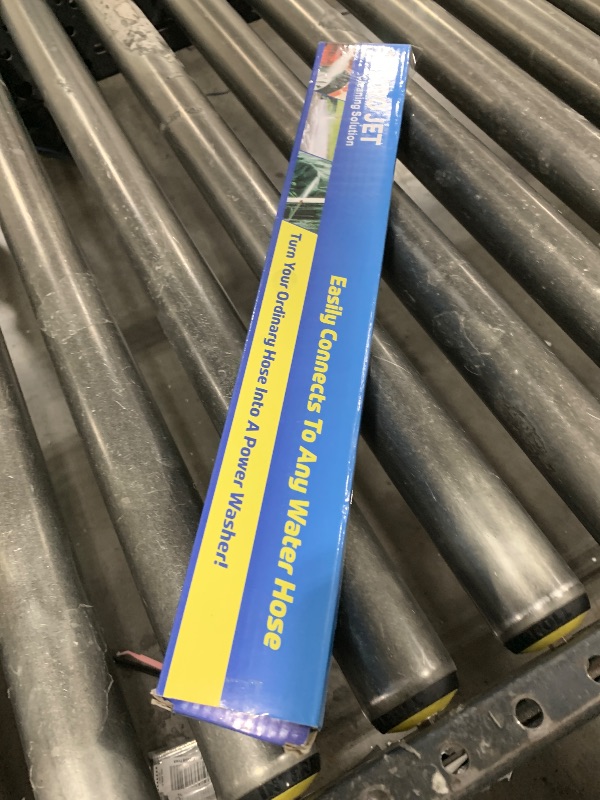 JET
Cleaning Solution
Easily Connects To Any Water Hose
Turn Your Ordinary Hose Into A Power Washer!